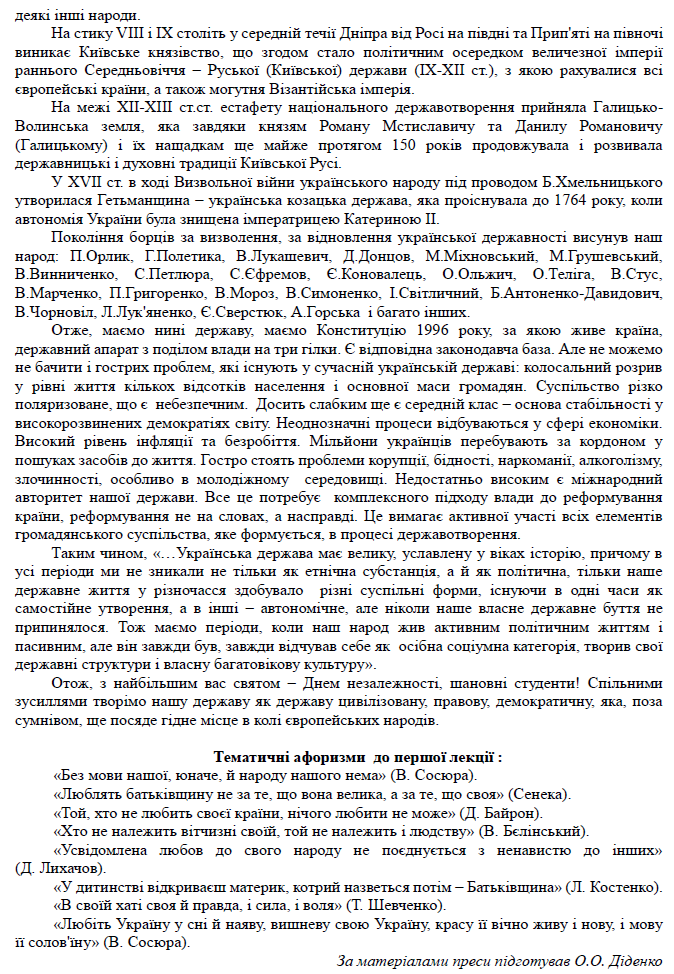 деякі інші народи.
На стику VIII і IX століть у середній течії Дніпра від Росі на півдні та Прип'яті на півночі
виникає Київське князівство, що згодом стало політичним осередком величезної імперії
раннього Середньовіччя – Руської (Київської) держави (IX-XII ст.), з якою рахувалися всі
європейські країни, а також могутня Візантійська імперія.
На межі XII-XIII ст.ст. естафету національного державотворення прийняла Галицько-
Волинська земля, яка завдяки князям Роману Мстиславичу та Данилу Романовичу
(Галицькому) і їх нащадкам ще майже протягом 150 років продовжувала і розвивала
державницькі і духовні традиції Київської Русі.
У XVII ст. в ході Визвольної війни українського народу під проводом Б.Хмельницького
утворилася Гетьманщина – українська козацька держава, яка проіснувала до 1764 року, коли
автономія України була знищена імператрицею Катериною II.
Покоління борців за визволення, за відновлення української державності висунув наш
народ: П.Орлик, Г.Полетика, В.Лукашевич, Д.Донцов, М.Міхновський, М.Грушевський,
В.Винниченко, С.Петлюра, С.Єфремов, Є.Коновалець, О.Ольжич, О.Теліга, В.Стус,
В.Марченко, П.Григоренко, В.Мороз, В.Симоненко, І.Світличний, Б.Антоненко-Давидович,
В.Чорновіл, Л.Лук'яненко, Є.Сверстюк, А.Горська і багато інших.
Отже, маємо нині державу, маємо Конституцію 1996 року, за якою живе країна,
державний апарат з поділом влади на три гілки. Є відповідна законодавча база. Але не можемо
не бачити і гострих проблем, які існують у сучасній українській державі: колосальний розрив
у рівні життя кількох відсотків населення і основної маси громадян. Суспільство різко
поляризоване, що є небезпечним. Досить слабким ще є середній клас – основа стабільності у
високорозвинених демократіях світу. Неоднозначні процеси відбуваються у сфері економіки.
Високий рівень інфляції та безробіття. Мільйони українців перебувають за кордоном у
пошуках засобів до життя. Гостро стоять проблеми корупції, бідності, наркоманії, алкоголізму,
злочинності, особливо в молодіжному середовищі. Недостатньо високим є міжнародний
авторитет нашої держави. Все це потребує комплексного підходу влади до реформування
країни, реформування не на словах, а насправді. Це вимагає активної участі всіх елементів
громадянського суспільства, яке формується, в процесі державотворення.
Таким чином, «…Українська держава має велику, уславлену у віках історію, причому в
усі періоди ми не зникали не тільки як етнічна субстанція, а й як політична, тільки наше
державне життя у різночасся здобувало різні суспільні форми, існуючи в одні часи як
самостійне утворення, а в інші – автономічне, але ніколи наше власне державне буття не
припинялося. Тож маємо періоди, коли наш народ жив активним політичним життям і
пасивним, але він завжди був, завжди відчував себе як осібна соціумна категорія, творив свої
державні структури і власну багатовікову культуру».
Отож, з найбільшим вас святом – Днем незалежності, шановні студенти! Спільними
зусиллями творімо нашу державу як державу цивілізовану, правову, демократичну, яка, поза
сумнівом, ще посяде гідне місце в колі європейських народів.
Тематичні афоризми до першої лекції :
«Без мови нашої, юначе, й народу нашого нема» (В. Сосюра).
«Люблять батьківщину не за те, що вона велика, а за те, що своя» (Сенека).
«Той, хто не любить своєї країни, нічого любити не може» (Д. Байрон).
«Хто не належить вітчизні своїй, той не належить і людству» (В. Бєлінський).
«Усвідомлена любов до свого народу не поєднується з ненавистю до інших»
(Д. Лихачов).
«У дитинстві відкриваєш материк, котрий назветься потім – Батьківщина» (Л. Костенко).
«В своїй хаті своя й правда, і сила, і воля» (Т. Шевченко).
«Любіть Україну у сні й наяву, вишневу свою Україну, красу її вічно живу і нову, і мову
її солов'їну» (В. Сосюра).
За матеріалами преси підготував О.О. Діденко